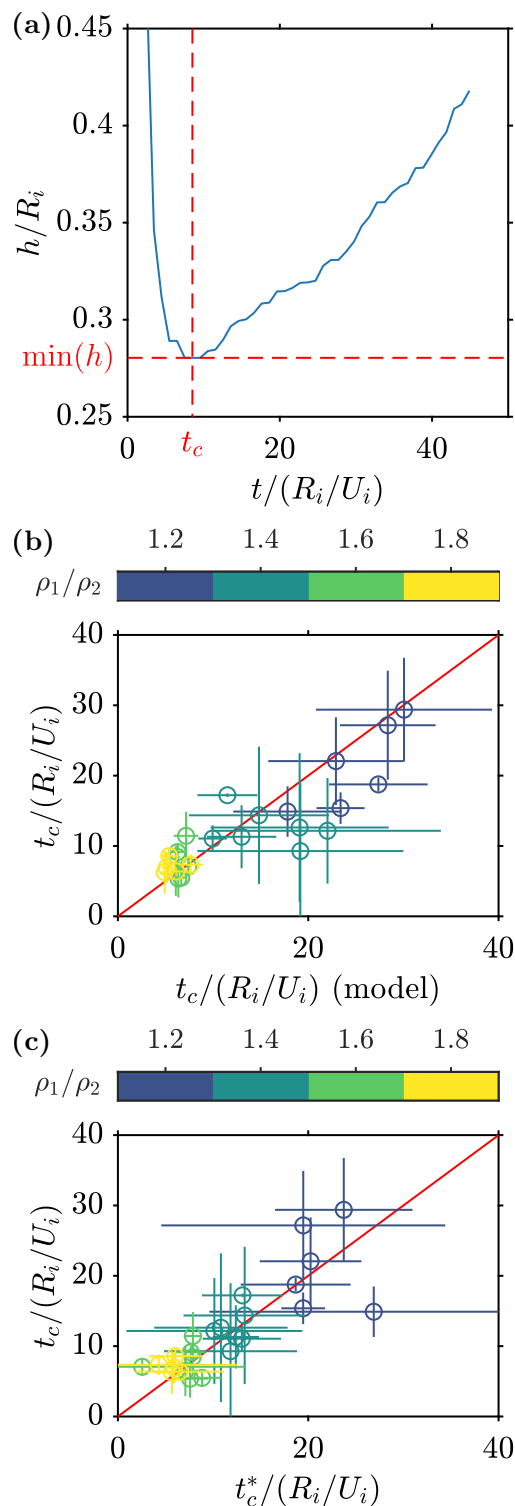 (a)
0.45
0.4
0.35
0.3
0.25
h/R_i
min(h)
0
t_c
20
40
t/(R_i/U_i)
(b)
1.2 1.4 1.6 1.8
ρ_1/ρ_2
40
30
20
10
0
t_c/(R_i/U_i)
0 20 40
t_c/(R_i/U_i) (model)
(c)
1.2 1.4 1.6 1.8
ρ_1/ρ_2
40
30
20
10
0
t_c/(R_i/U_i)
0 20 40
t_c^*/(R_i/U_i)